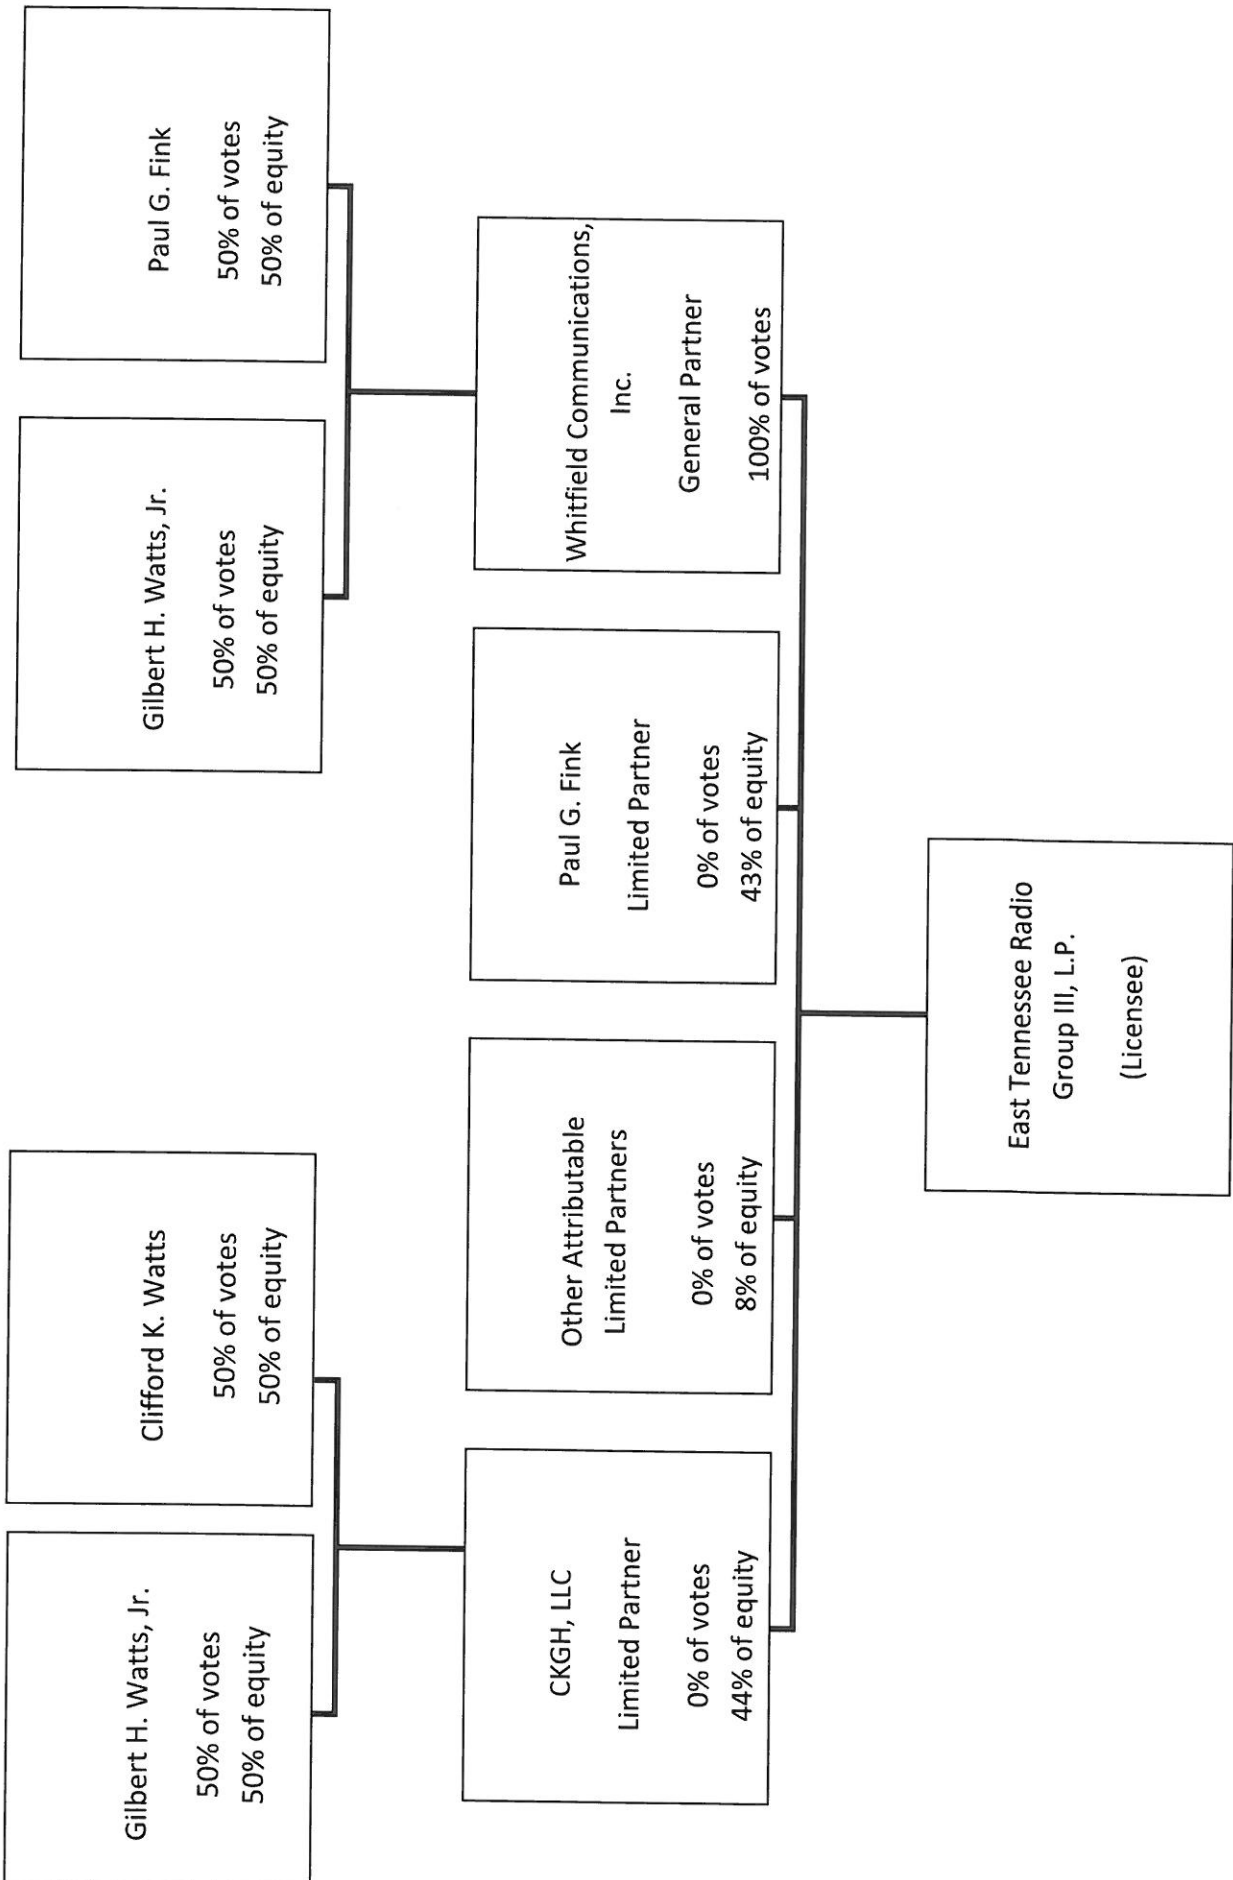 Gilbert H. Watts, Jr.
50% of votes
50% of equity
Clifford K. Watts
50% of votes
50% of equity
Gilbert H. Watts, Jr.
50% of votes
50% of equity
Paul G. Fink
50% of votes
50% of equity
CKGH, LLC
Limited Partner
0% of votes
44% of equity
Other Attributable
Limited Partners
0% of votes
8% of equity
Paul G. Fink
Limited Partner
0% of votes
43% of equity
Whitfield Communications,
Inc.
General Partner
100% of votes
East Tennessee Radio
Group III, L.P.
(Licensee)